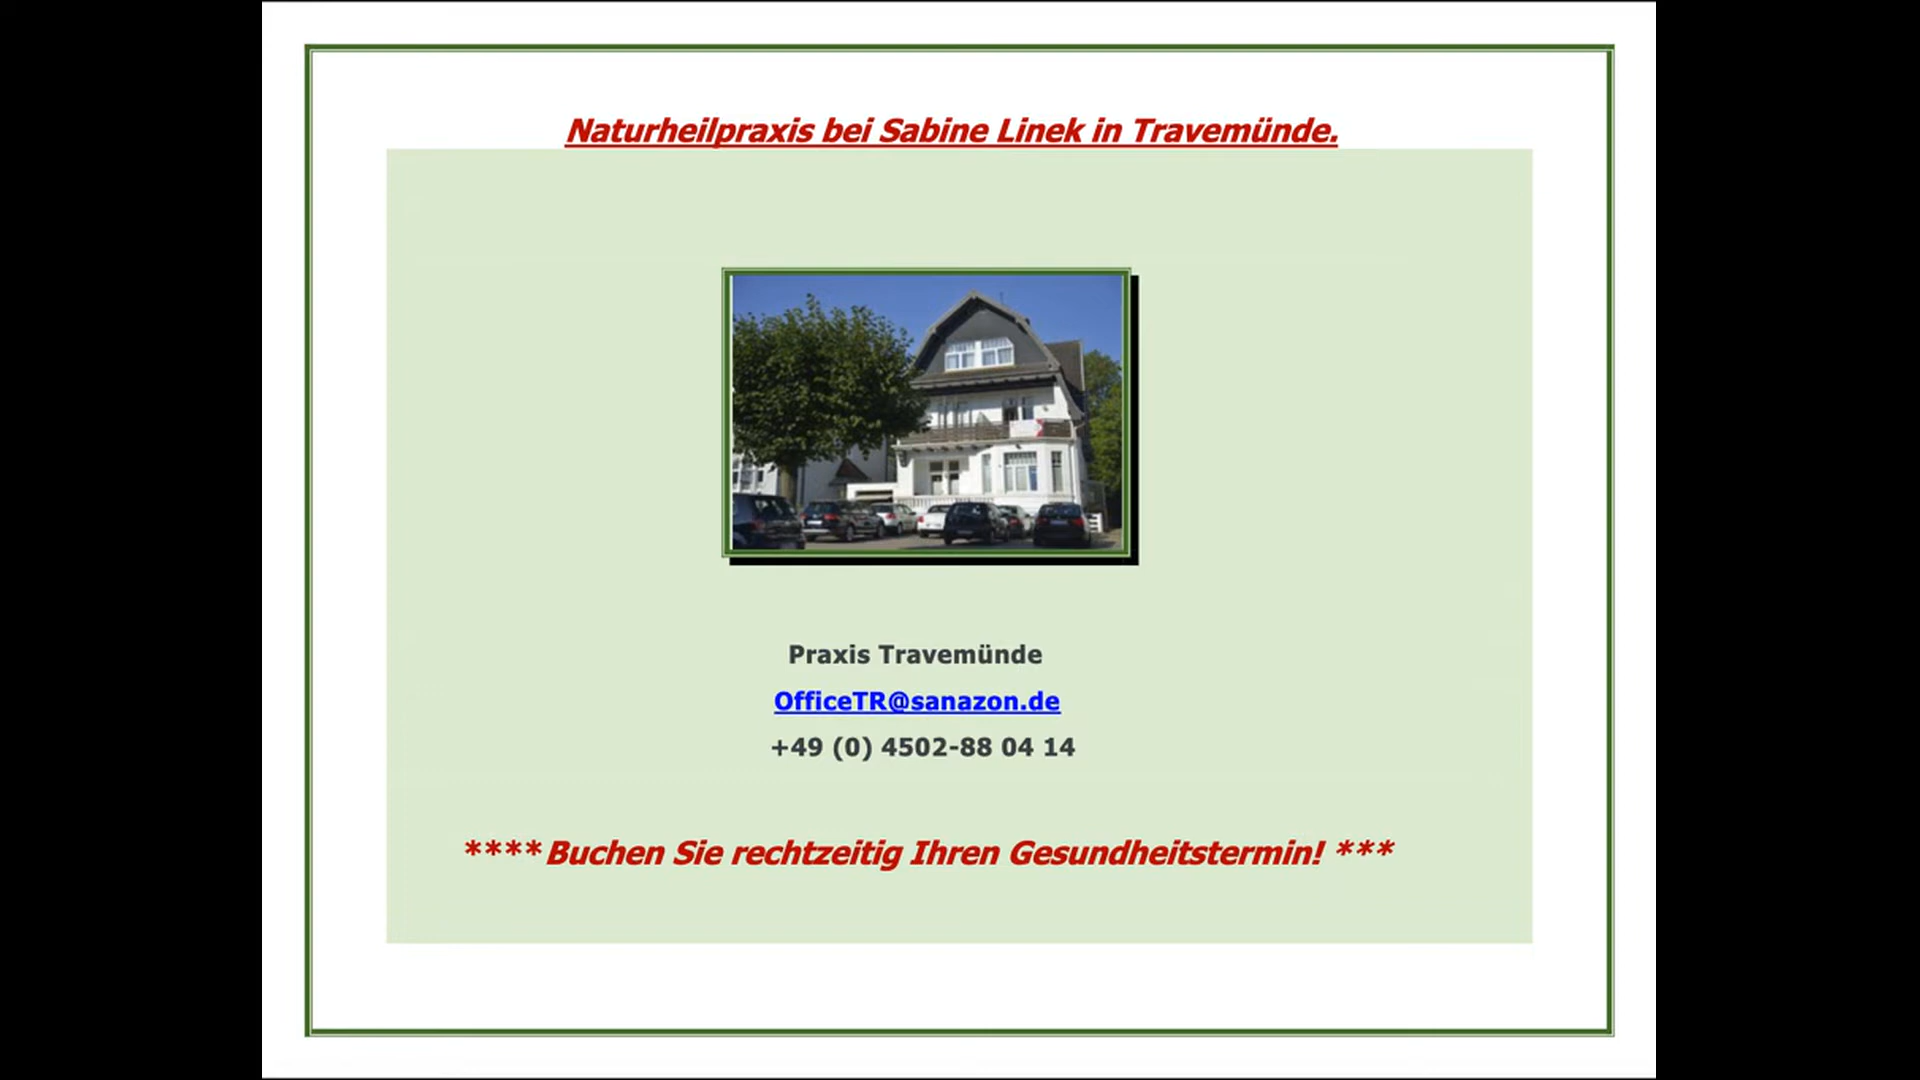 Naturheilpraxis bei Sabine Linek in Travemünde.
Praxis Travemünde
OfficeTR@sanazon.de
+49 (0) 4502-88 04 14
****Buchen Sie rechtzeitig Ihren Gesundheitstermin! ***